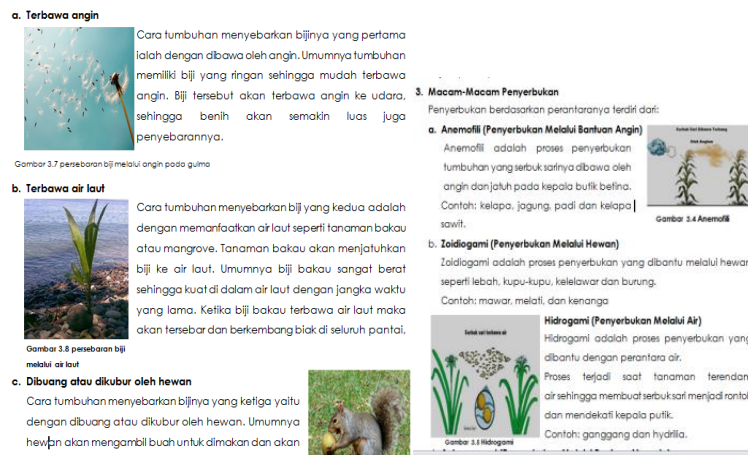 a. Terbawa angin
Cara tumbuhan menyebarkan bijinya yang pertama
ialah dengan dibawa oleh angin. Umumnya tumbuhan
memiliki biji yang ringan sehingga mudah terbawa
angin. Biji tersebut akan terbawa angin ke udara,
sehingga benih akan semakin luas juga
penyebarannya.
Gambar 3.7 persebaran biji melalui angin pada gulma
b. Terbawa air laut
Cara tumbuhan menyebarkan biji yang kedua adalah
dengan memanfaatkan air laut seperti tanaman bakau
atau mangrove. Tanaman bakau akan menjatuhkan
biji ke air laut. Umumnya biji bakau sangat berat
sehingga kuat di dalam air laut dengan jangka waktu
yang lama. Ketika biji bakau terbawa air laut maka
akan tersebar dan berkembang biak di seluruh pantai.
Gambar 3.8 persebaran biji
melalui air laut
c. Dibuang atau dikubur oleh hewan
Cara tumbuhan menyebarkan bijinya yang ketiga yaitu
dengan dibuang atau dikubur oleh hewan. Umumnya
hewan akan mengambil buah untuk dimakan dan akan
3. Macam-Macam Penyerbukan
Penyerbukan berdasarkan perantaranya terdiri dari:
a. Anemofili (Penyerbukan Melalui Bantuan Angin)
Anemofili adalah proses penyerbukan
tumbuhan yang serbuk sarinya dibawa oleh
angin dan jatuh pada kepala butik betina.
Contoh: kelapa, jagung, padi dan kelapa
sawit.
Serbuk Sari Dibawa Terbang
Oleh Angin
Gambar 3.4 Anemofili
b. Zoidiogami (Penyerbukan Melalui Hewan)
Zoidiogami adalah proses penyerbukan yang dibantu melalui hewan
seperti lebah, kupu-kupu, kelelawar dan burung.
Contoh: mawar, melati, dan kenanga
Serbuk sari terbawa air
Gambar 3.5 Hidrogami
Hidrogami (Penyerbukan Melalui Air)
Hidrogami adalah proses penyerbukan yang
dibantu dengan perantara air.
Proses terjadi saat tanaman terendam
air sehingga membuat serbuk sari menjadi rontok
dan mendekati kepala putik.
Contoh: ganggang dan hydrilla.